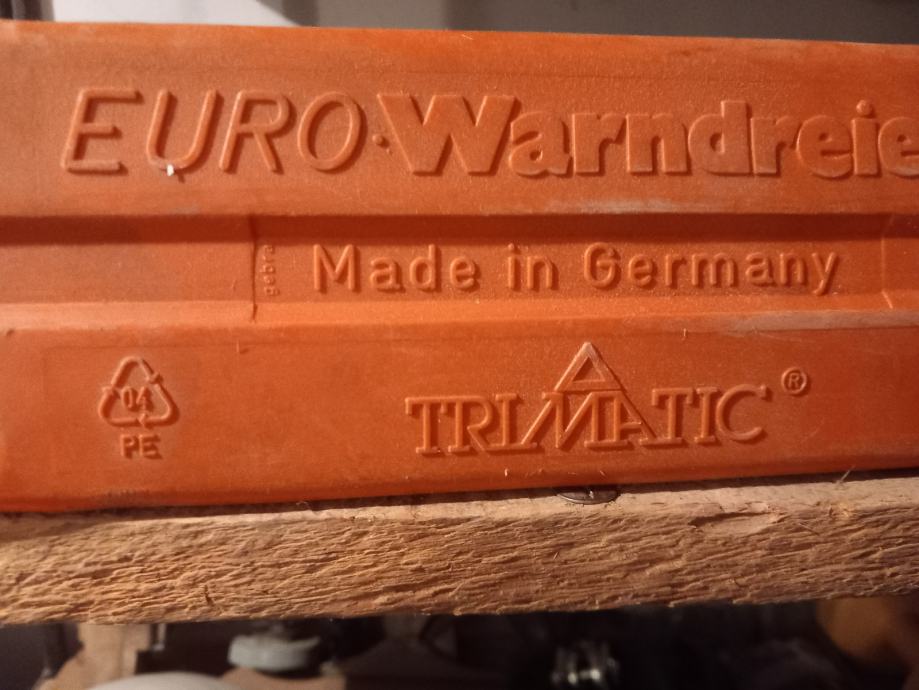 EURO-Warndreie
gebra
Made in Germany
04
PE
TRIMATIC®